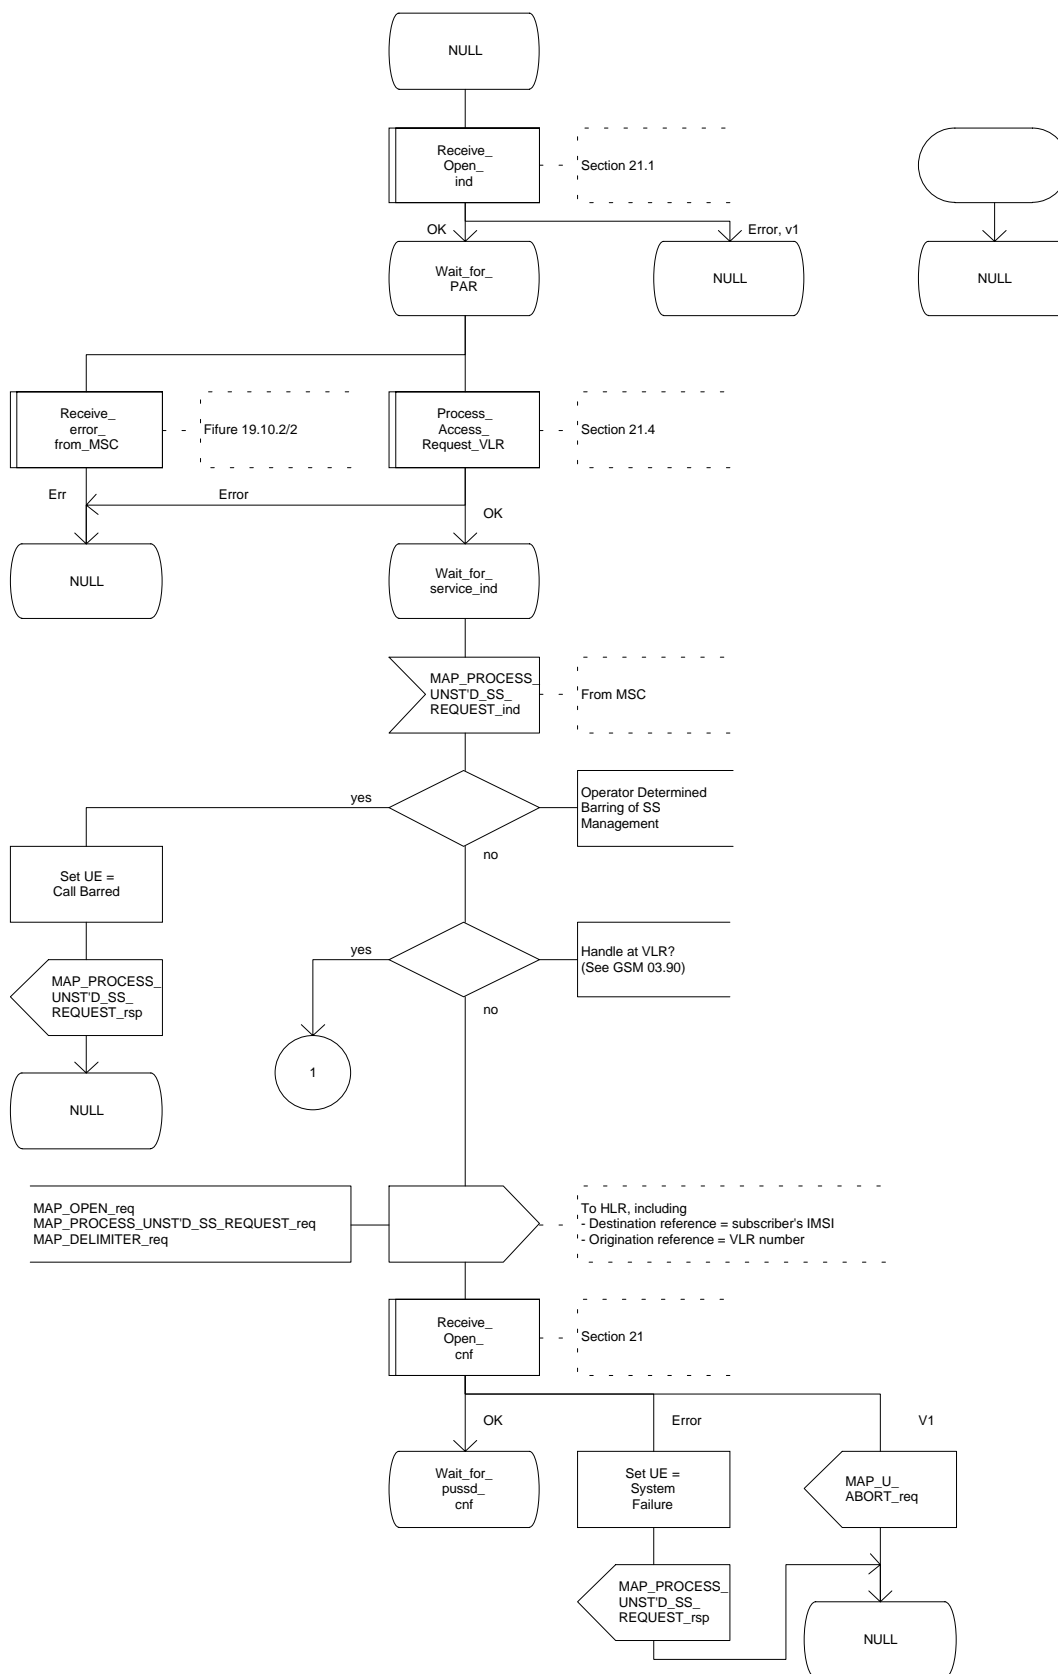 NULL
Receive_
Open_
ind
Section 21.1
OK
Error, v1
Wait_for_
PAR
NULL
NULL
Receive_
error_
from_MSC
Fifure 19.10.2/2
Process_
Access_
Request_VLR
Section 21.4
Err
Error
OK
NULL
Wait_for_
service_ind
MAP_PROCESS_
UNST'D_SS_
REQUEST_ind
From MSC
yes
Operator Determined
Barring of SS
Management
no
Set UE =
Call Barred
yes
Handle at VLR?
(See GSM 03.90)
no
MAP_PROCESS_
UNST'D_SS_
REQUEST_rsp
1
NULL
MAP_OPEN_req
MAP_PROCESS_UNST'D_SS_REQUEST_req
MAP_DELIMITER_req
To HLR, including
- Destination reference = subscriber's IMSI
- Origination reference = VLR number
Receive_
Open_
cnf
Section 21
OK
Error
V1
Wait_for_
pussd_
cnf
Set UE =
System
Failure
MAP_U_
ABORT_req
MAP_PROCESS_
UNST'D_SS_
REQUEST_rsp
NULL